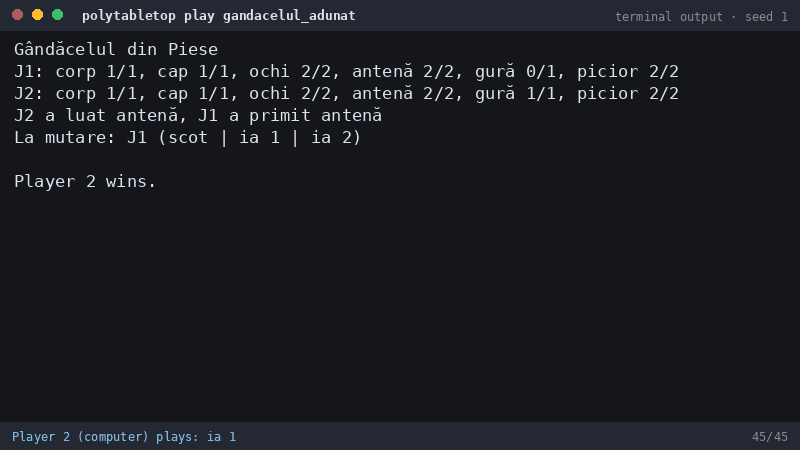 polytabletop play gandacelul_adunat
terminal output · seed 1
Gândăcelul din Piese
J1: corp 1/1, cap 1/1, ochi 2/2, antenă 2/2, gură 0/1, picior 2/2
J2: corp 1/1, cap 1/1, ochi 2/2, antenă 2/2, gură 1/1, picior 2/2
J2 a luat antenă, J1 a primit antenă
La mutare: J1 (scot | ia 1 | ia 2)
Player 2 wins.
Player 2 (computer) plays: ia 1
45/45